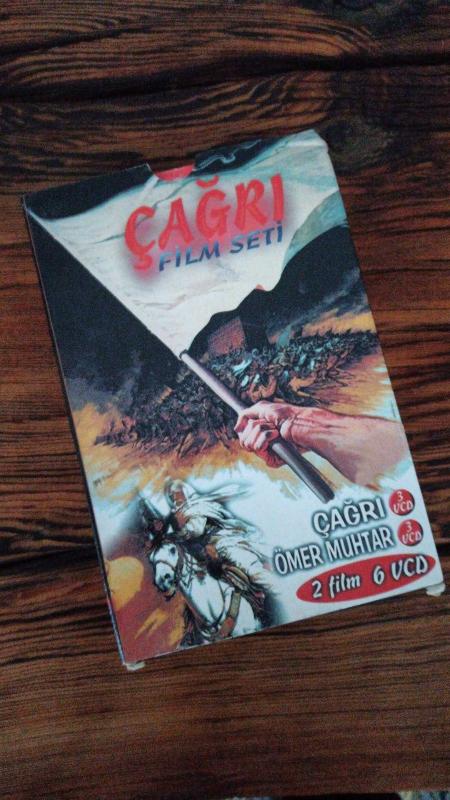 ÇAĞRI
FİLM SETİ
ÇAĞRI 3 VCD
ÖMER MUHTAR 3 VCD
2 film 6 VCD